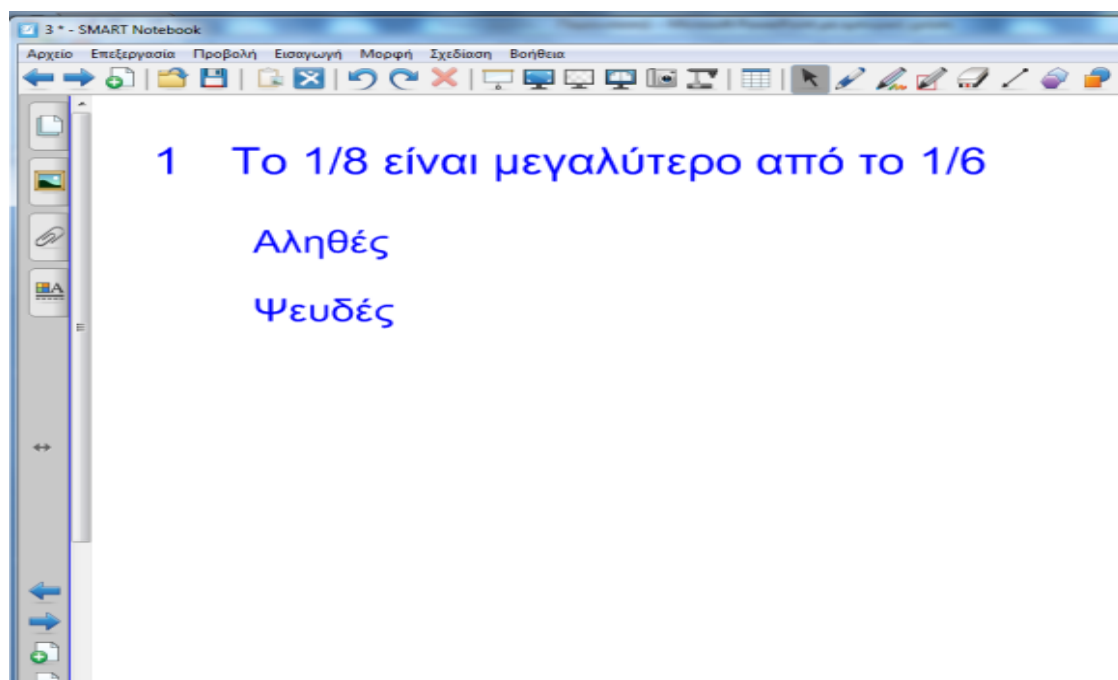 3 * - SMART Notebook
Αρχείο Επεξεργασία Προβολή Εισαγωγή Μορφή Σχεδίαση Βοήθεια
1 Το 1/8 είναι μεγαλύτερο από το 1/6
Αληθές
Ψευδές